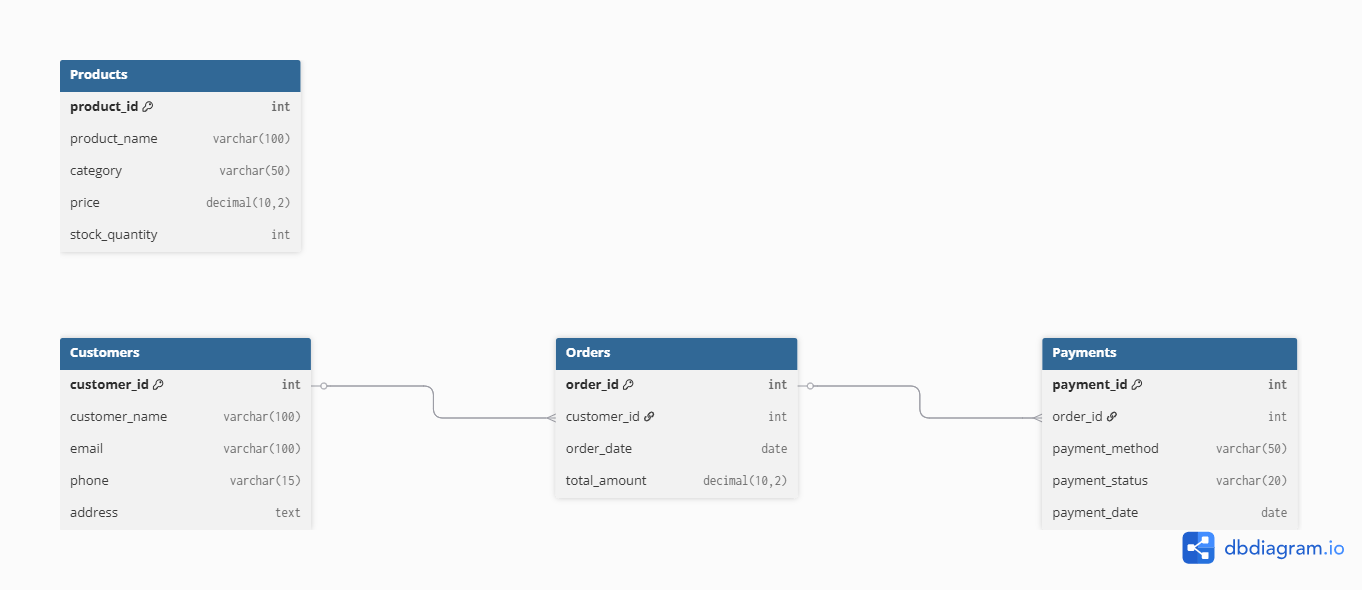 Products
product_id int
product_name varchar(100)
category varchar(50)
price decimal(10,2)
stock_quantity int
Customers
customer_id int
customer_name varchar(100)
email varchar(100)
phone varchar(15)
address text
Orders
order_id int
customer_id int
order_date date
total_amount decimal(10,2)
Payments
payment_id int
order_id int
payment_method varchar(50)
payment_status varchar(20)
payment_date date
dbdiagram.io